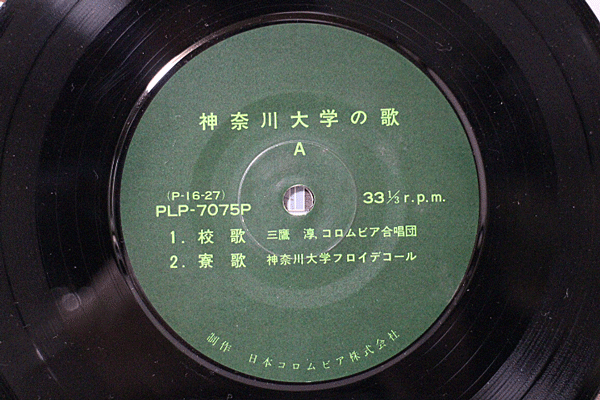 神奈川大学の歌
A
(P-16-27)
PLP-7075P
33 1/3 r.p.m.
1. 校歌 三鷹 淳, コロムビア合唱団
2. 寮歌 神奈川大学フロイデコール
制作 日本コロムビア株式会社